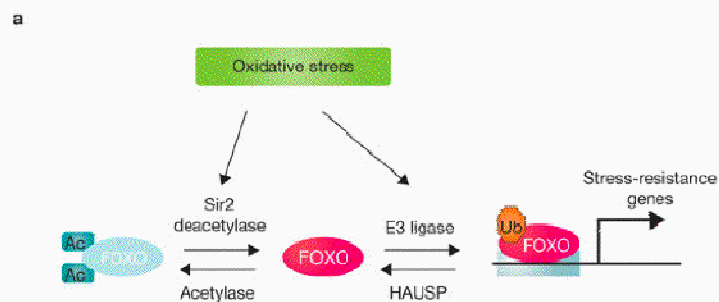 a
Oxidative stress
Stress-resistance
genes
Sir2
deacetylase
E3 ligase
Ub
Ac
FOXO
FOXO
FOXO
Ac
Acetylase
HAUSP